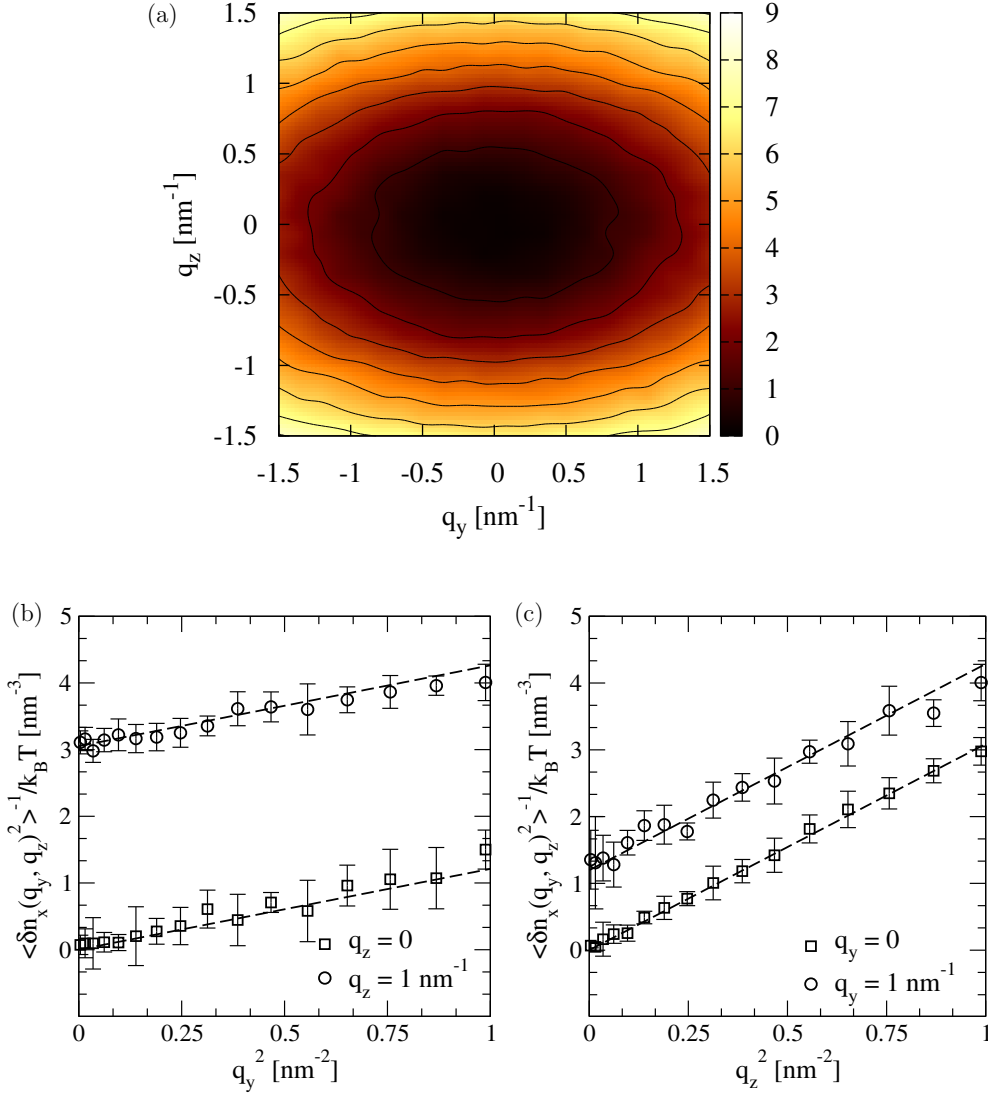 (a)
1.5
1
0.5
0
-0.5
-1
-1.5
q_z [nm^-1]
-1.5 -1 -0.5 0 0.5 1 1.5
q_y [nm^-1]
9
8
7
6
5
4
3
2
1
0
(b)
5
4
3
2
1
0
<δn_x(q_y, q_z)^2>^-1/k_BT [nm^-3]
q_z = 0
q_z = 1 nm^-1
0 0.25 0.5 0.75 1
q_y^2 [nm^-2]
(c)
5
4
3
2
1
0
<δn_x(q_y, q_z)^2>^-1/k_BT [nm^-3]
q_y = 0
q_y = 1 nm^-1
0 0.25 0.5 0.75 1
q_z^2 [nm^-2]